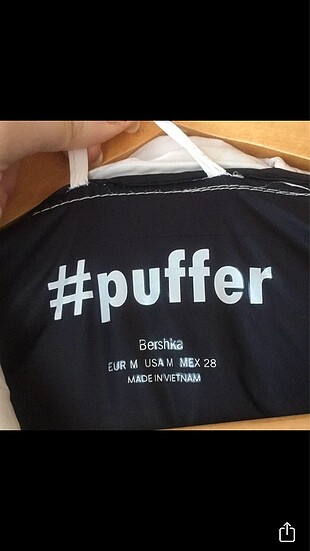 #puffer
Bershka
EUR M USA M MEX 28
MADE IN VIETNAM